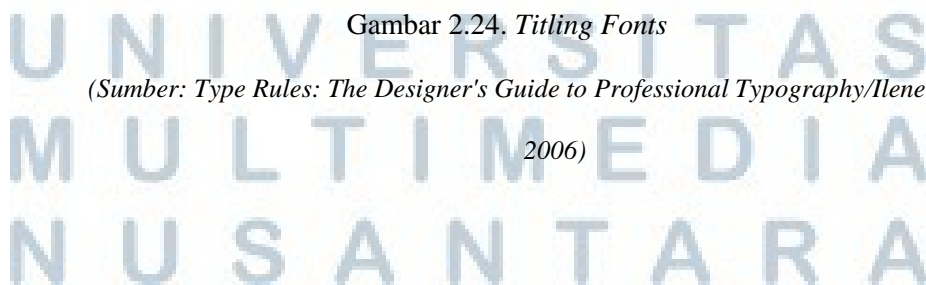 UNIVERSITAS
Gambar 2.24. Titling Fonts
(Sumber: Type Rules: The Designer's Guide to Professional Typography/Ilene
MULTIMEDIA
2006)
NUSANTARA